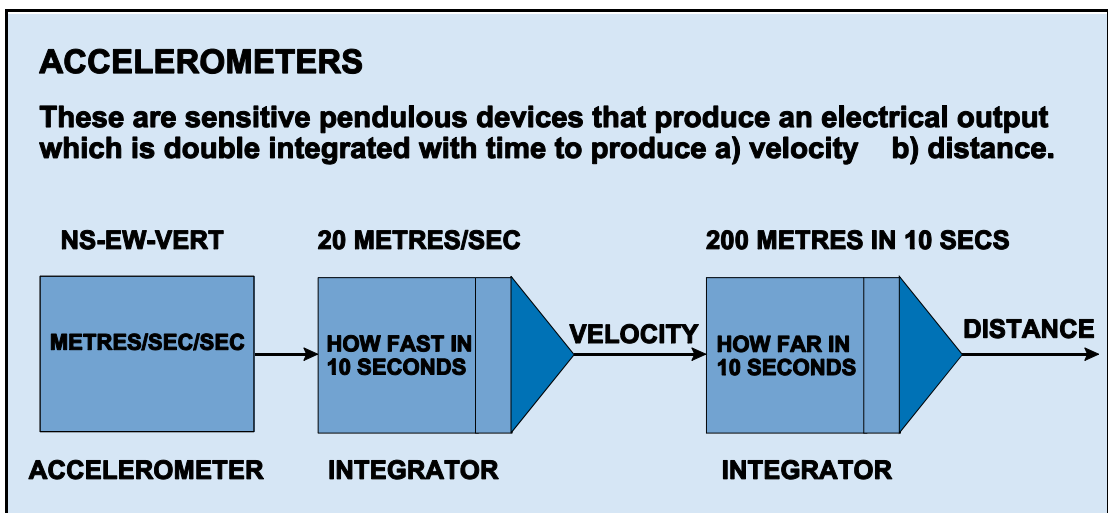 ACCELEROMETERS
These are sensitive pendulous devices that produce an electrical output
which is double integrated with time to produce a) velocity b) distance.
NS-EW-VERT
20 METRES/SEC
200 METRES IN 10 SECS
METRES/SEC/SEC
HOW FAST IN
10 SECONDS
VELOCITY
HOW FAR IN
10 SECONDS
DISTANCE
ACCELEROMETER
INTEGRATOR
INTEGRATOR